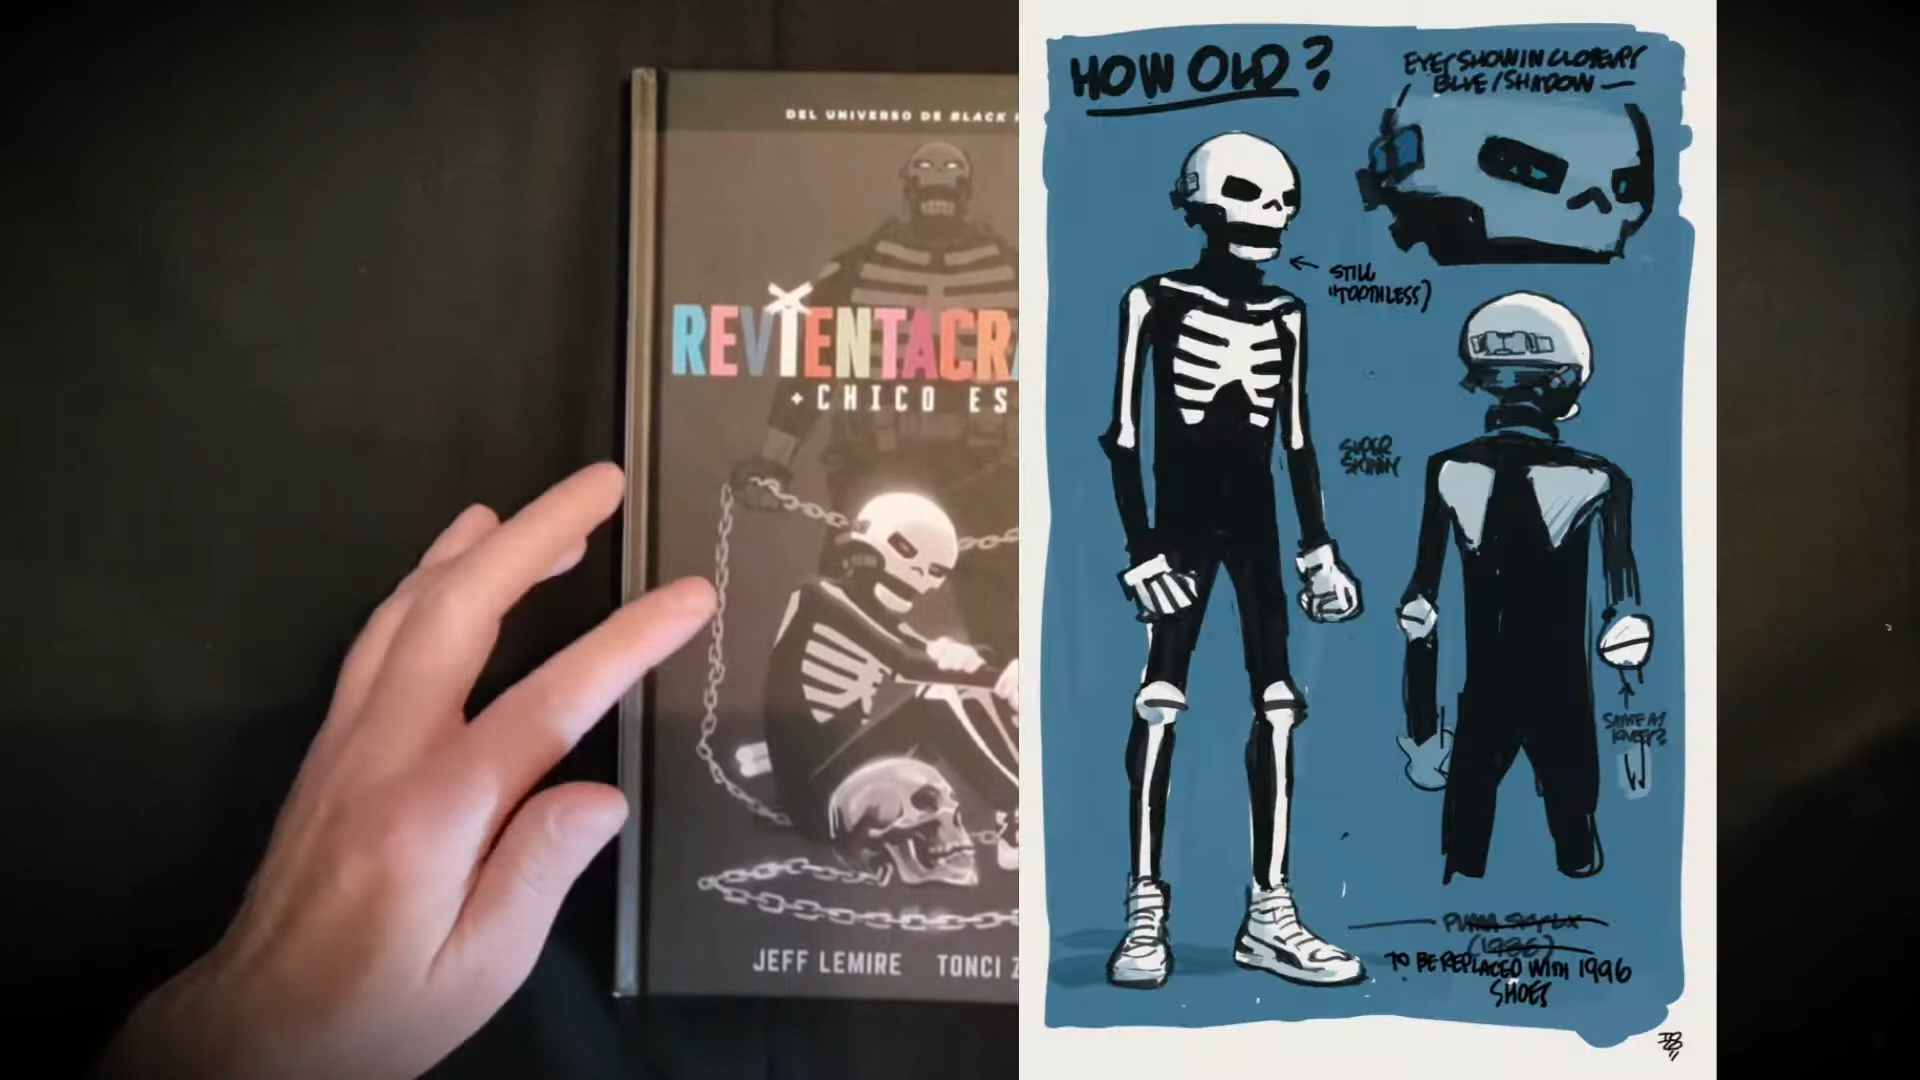 DEL UNIVERSO DE BLACK
REVIENTACRA
+ CHICO ES
JEFF LEMIRE TONCI Z
HOW OLD?
EYES SHOW IN CLOSEUPS
BLUE/SHADOW
STILL
"TOOTHLESS)
SUPER
SKINNY
SAME AS
KNEES?
(1986)
TO BE REPLACED WITH 1996
SHOES